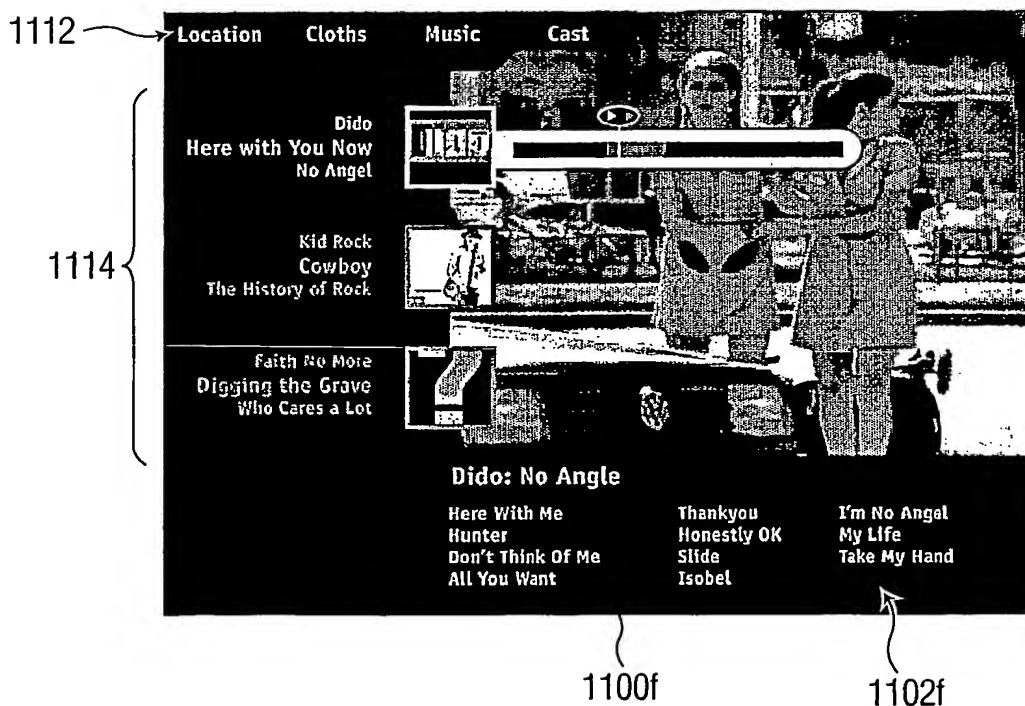 1112
Location Cloths Music Cast
1114
Dido
Here with You Now
No Angel
Kid Rock
Cowboy
The History of Rock
Faith No More
Digging the Grave
Who Cares a Lot
Dido: No Angle
Here With Me
Hunter
Don't Think Of Me
All You Want
Thankyou
Honestly OK
Slide
Isobel
I'm No Angel
My Life
Take My Hand
1100f
1102f